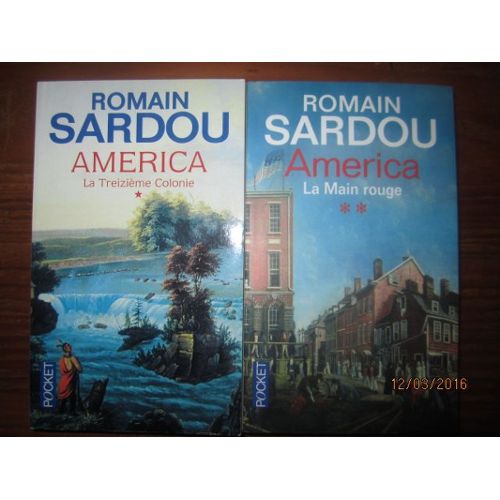 ROMAIN
SARDOU
AMERICA
La Treizième Colonie
*
POCKET
ROMAIN
SARDOU
America
La Main rouge
**
POCKET
12/03/2016